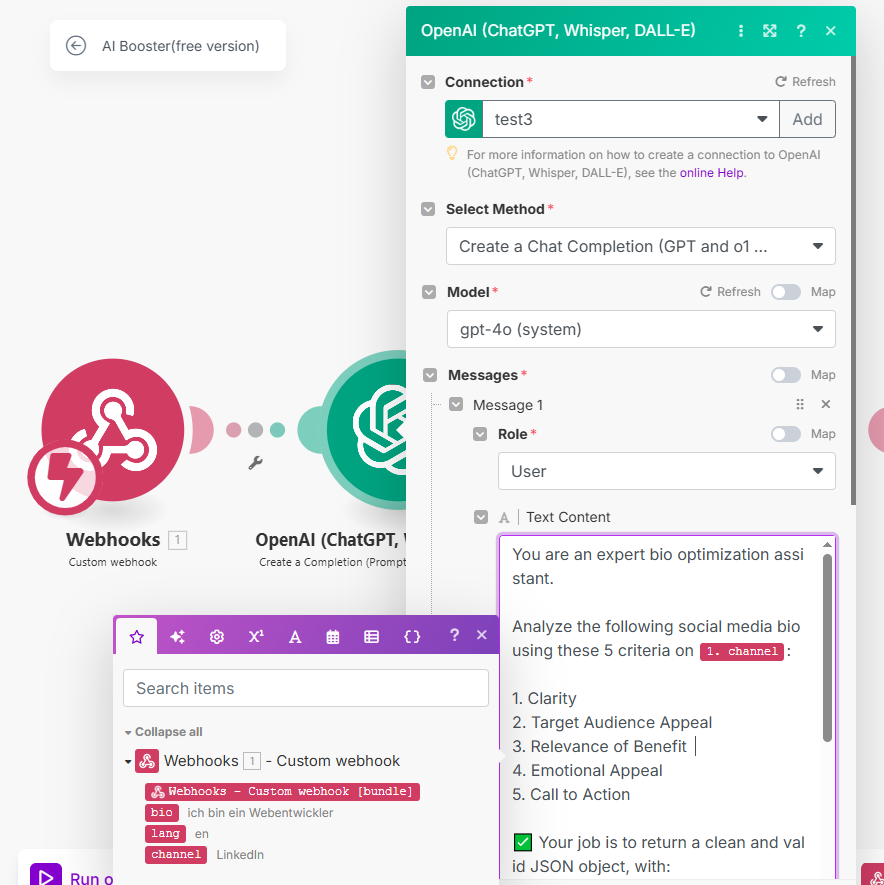 AI Booster(free version)
OpenAI (ChatGPT, Whisper, DALL-E)
?
Connection*
Refresh
test3
Add
For more information on how to create a connection to OpenAI
(ChatGPT, Whisper, DALL-E), see the online Help.
Select Method*
Create a Chat Completion (GPT and o1 ...
Model*
Refresh
Map
gpt-4o (system)
Messages*
Map
Message 1
Role*
Map
User
A | Text Content
You are an expert bio optimization assi
stant.
Analyze the following social media bio
using these 5 criteria on 1. channel :
1. Clarity
2. Target Audience Appeal
3. Relevance of Benefit
4. Emotional Appeal
5. Call to Action
✅ Your job is to return a clean and val
id JSON object, with:
Webhooks 1
Custom webhook
OpenAI (ChatGPT,
Create a Completion (Prompt
X¹ A {} ?
Search items
Collapse all
Webhooks 1 - Custom webhook
Webhooks - Custom webhook [bundle]
bio ich bin ein Webentwickler
lang en
channel LinkedIn
Run